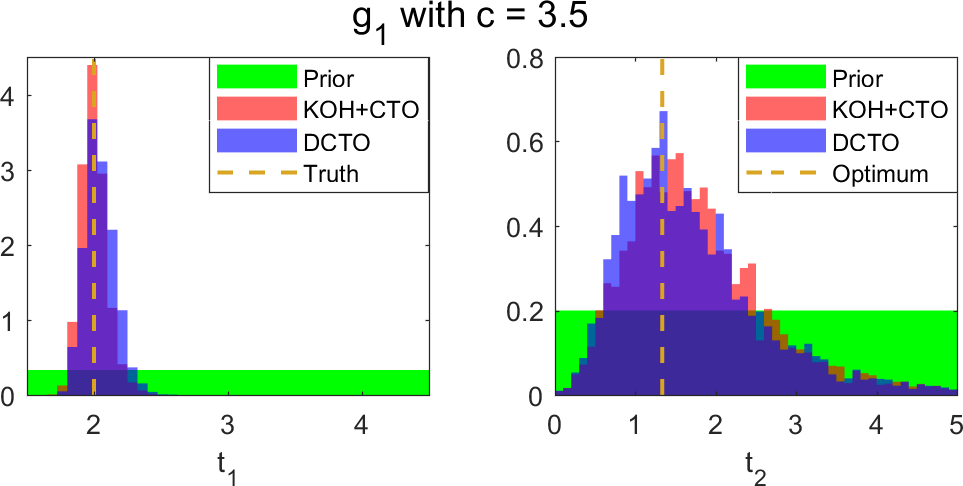 g1 with c = 3.5
4
3
2
1
0
2
3
4
t1
Prior
KOH+CTO
DCTO
Truth
0.8
0.6
0.4
0.2
0
0
1
2
3
4
5
t2
Prior
KOH+CTO
DCTO
Optimum